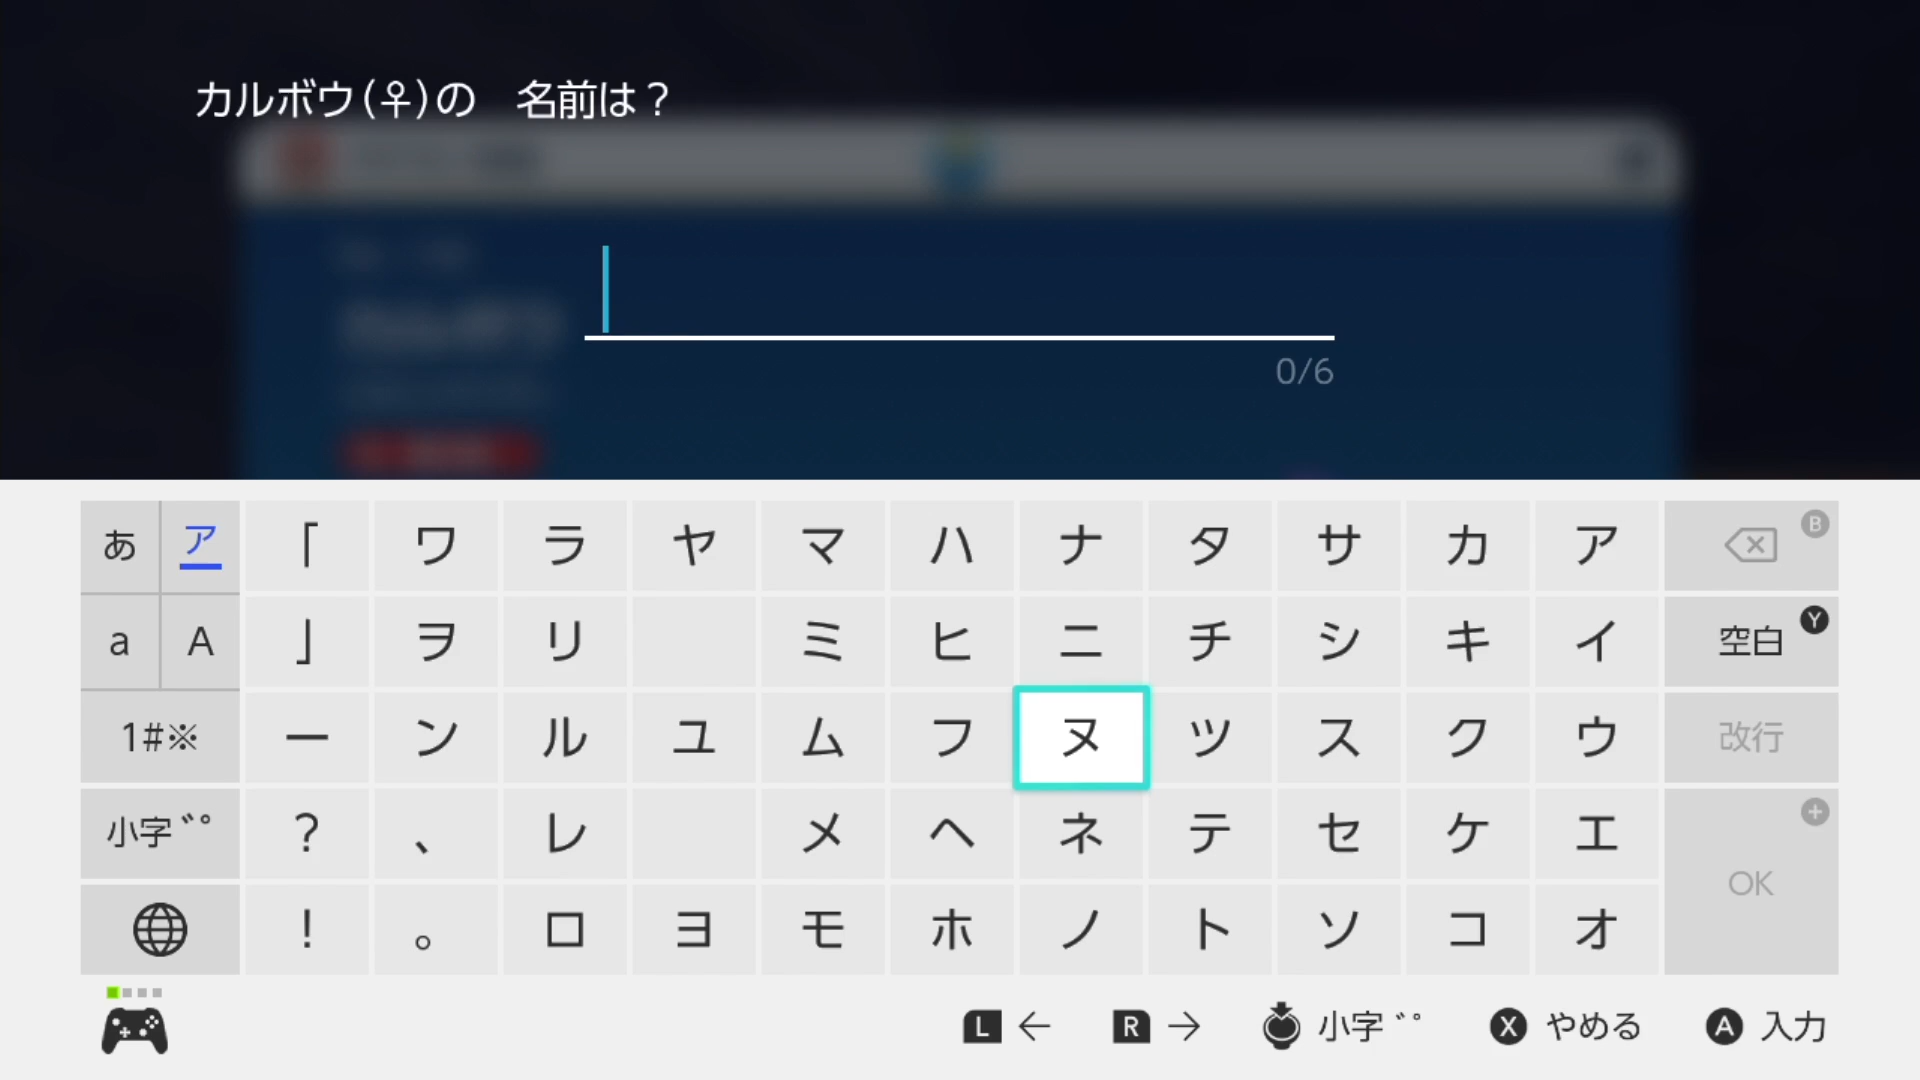 カルボウ(♀)の　名前は？
0/6
あ ア 「 ワ ラ ヤ マ ハ ナ タ サ カ ア B
a A 」 ヲ リ ミ ヒ ニ チ シ キ イ 空白 Y
1#※ ー ン ル ユ ム フ ヌ ツ ス ク ウ 改行
小字゛゜ ? 、 レ メ ヘ ネ テ セ ケ エ +
! 。 ロ ヨ モ ホ ノ ト ソ コ オ OK
L ← R → 小字゛゜ X やめる A 入力